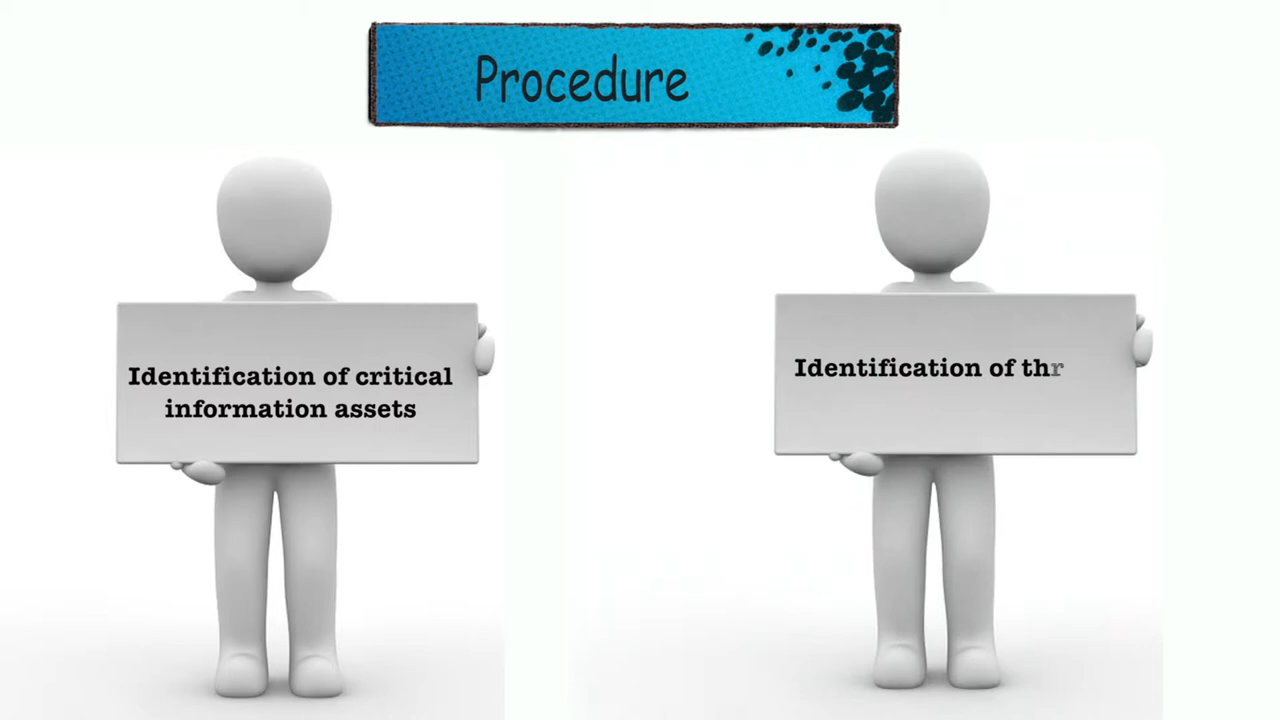 Procedure
Identification of critical
information assets
Identification of thr